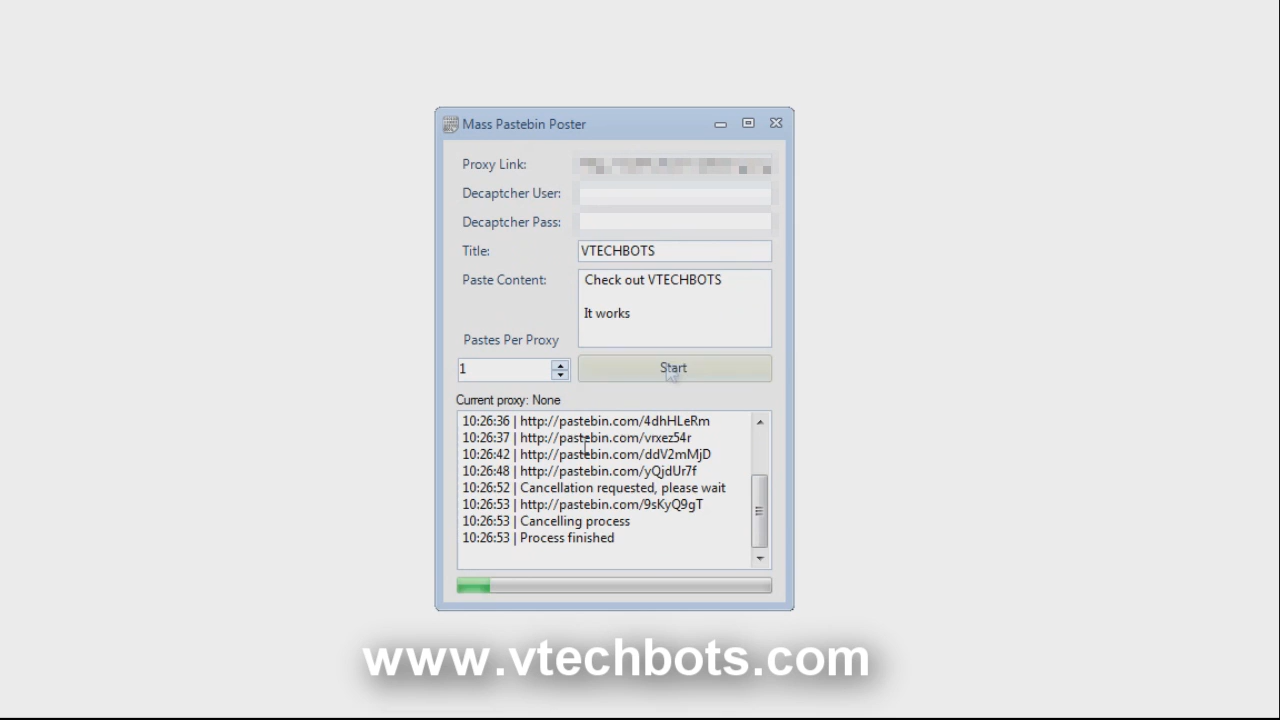 Mass Pastebin Poster
Proxy Link:
Decaptcher User:
Decaptcher Pass:
Title: VTECHBOTS
Paste Content: Check out VTECHBOTS
It works
Pastes Per Proxy
1 Start
Current proxy: None
10:26:36 | http://pastebin.com/4dhHLeRm
10:26:37 | http://pastebin.com/vrxez54r
10:26:42 | http://pastebin.com/ddV2mMjD
10:26:48 | http://pastebin.com/yQjdUr7f
10:26:52 | Cancellation requested, please wait
10:26:53 | http://pastebin.com/9sKyQ9gT
10:26:53 | Cancelling process
10:26:53 | Process finished
www.vtechbots.com